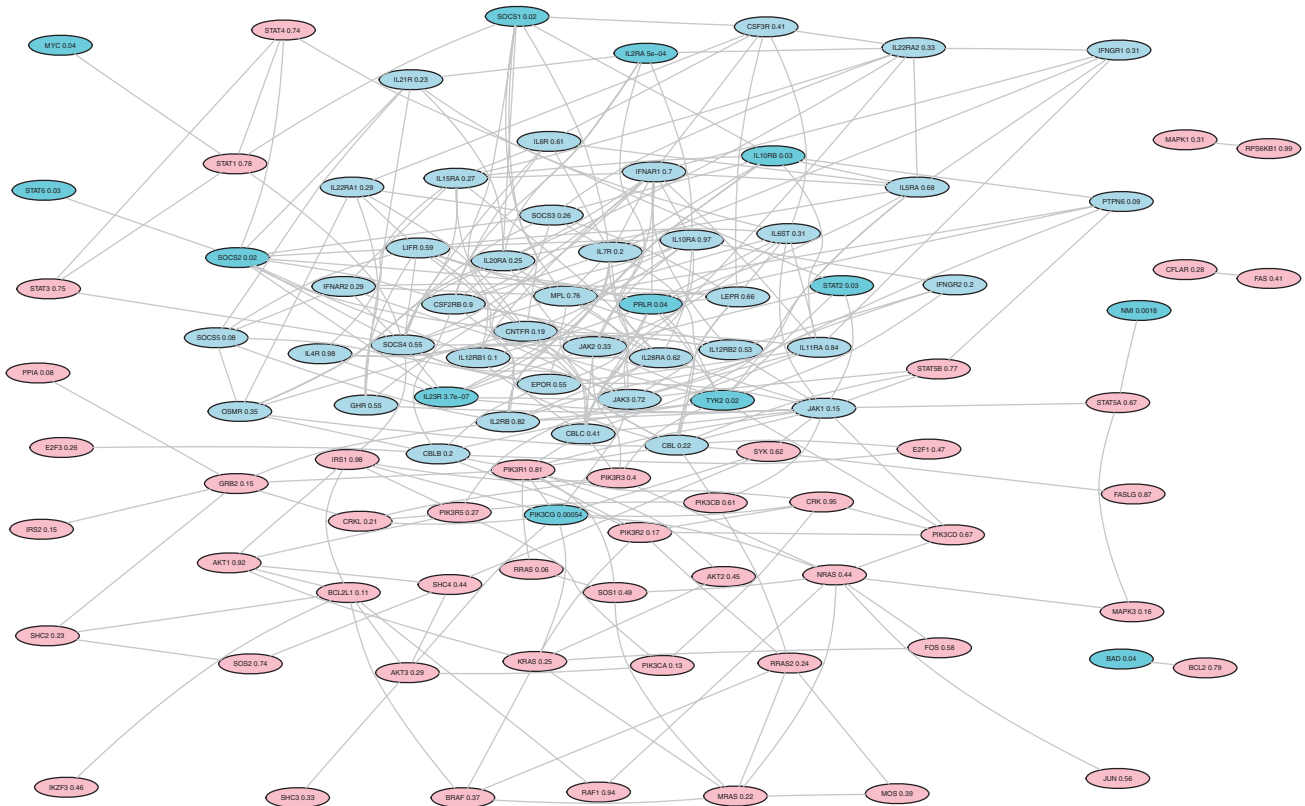 SOCS1 0.02
STAT4 0.74
CSF3R 0.41
MYC 0.04
IL2RA 5e−04
IL22RA2 0.33
IFNGR1 0.31
IL21R 0.23
IL6R 0.61
MAPK1 0.31
RPS6KB1 0.99
STAT1 0.78
IL10RB 0.03
IFNAR1 0.7
IL15RA 0.27
STAT6 0.03
IL22RA1 0.29
IL5RA 0.68
PTPN6 0.09
SOCS3 0.26
IL6ST 0.31
IL10RA 0.97
LIFR 0.59
IL7R 0.2
SOCS2 0.02
IL20RA 0.25
CFLAR 0.28
FAS 0.41
STAT3 0.75
IFNAR2 0.29
STAT2 0.03
IFNGR2 0.2
MPL 0.76
LEPR 0.66
CSF2RB 0.9
PRLR 0.04
NMI 0.0018
SOCS5 0.08
CNTFR 0.19
SOCS4 0.55
JAK2 0.33
IL4R 0.98
IL12RB1 0.1
IL28RA 0.62
IL12RB2 0.53
IL11RA 0.84
PPIA 0.08
STAT5B 0.77
EPOR 0.55
IL23R 3.7e−07
JAK3 0.72
TYK2 0.02
STAT5A 0.67
OSMR 0.35
GHR 0.55
JAK1 0.15
IL2RB 0.82
CBLC 0.41
E2F3 0.26
CBL 0.22
E2F1 0.47
CBLB 0.2
SYK 0.62
IRS1 0.98
PIK3R1 0.81
PIK3R3 0.4
GRB2 0.15
FASLG 0.87
PIK3CB 0.61
CRK 0.95
PIK3R5 0.27
PIK3CG 0.00054
CRKL 0.21
IRS2 0.15
PIK3R2 0.17
PIK3CD 0.67
AKT1 0.92
RRAS 0.06
AKT2 0.45
NRAS 0.44
SHC4 0.44
BCL2L1 0.11
SOS1 0.49
MAPK3 0.16
SHC2 0.23
FOS 0.58
SOS2 0.74
KRAS 0.25
PIK3CA 0.13
RRAS2 0.24
BAD 0.04
BCL2 0.79
AKT3 0.29
JUN 0.56
IKZF3 0.46
SHC3 0.33
BRAF 0.37
RAF1 0.94
MRAS 0.22
MOS 0.39